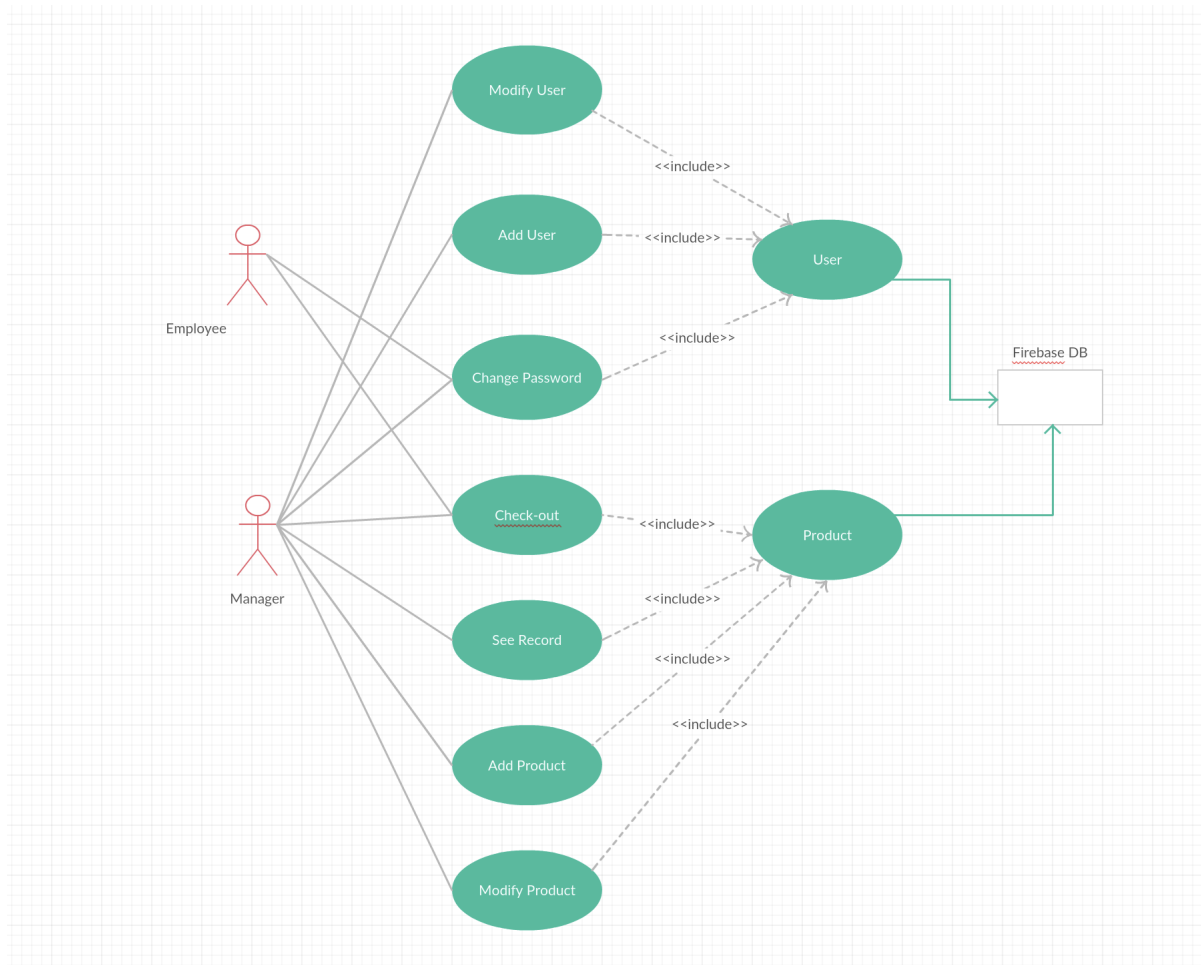 Modify User
<<include>>
Add User
<<include>>
User
Employee
<<include>>
Firebase DB
Change Password
Check-out
<<include>>
Product
Manager
<<include>>
See Record
<<include>>
<<include>>
Add Product
Modify Product